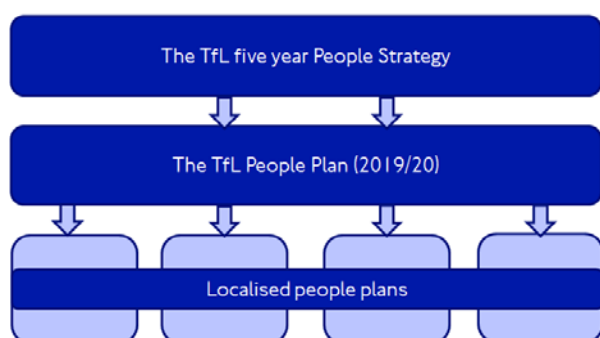 The TfL five year People Strategy
The TfL People Plan (2019/20)
Localised people plans